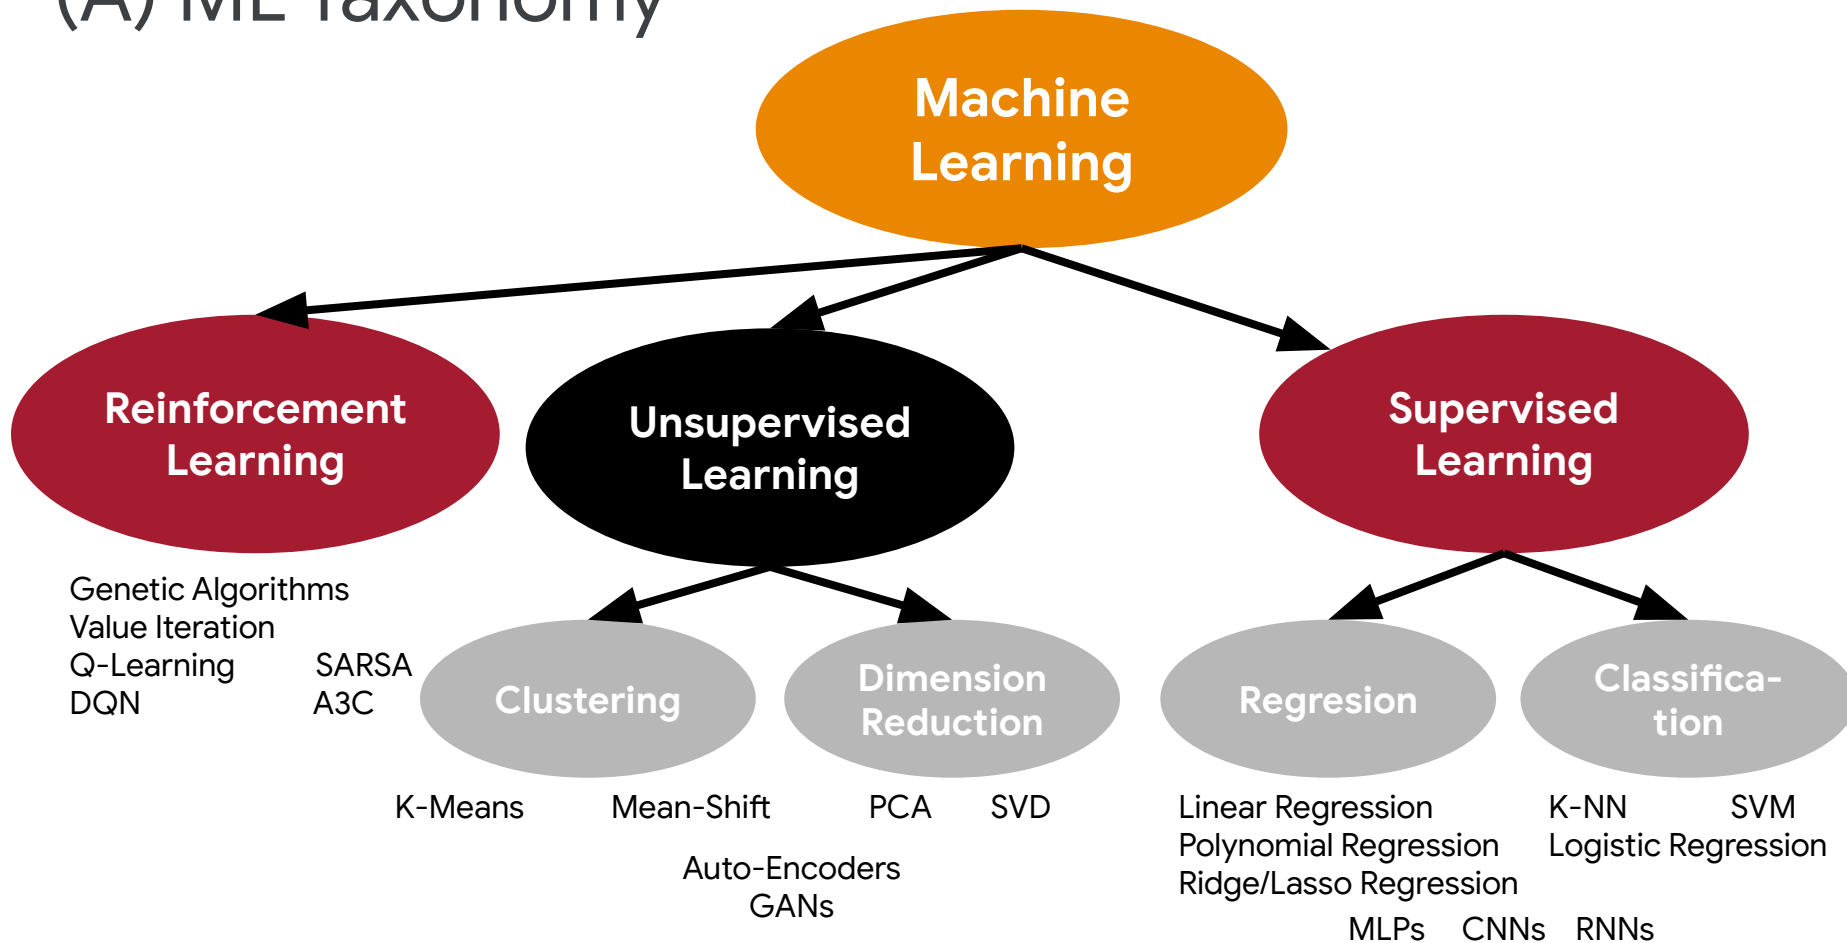 (A) ML Taxonomy
Machine
Learning
Reinforcement
Learning
Unsupervised
Learning
Supervised
Learning
Genetic Algorithms
Value Iteration
Q-Learning SARSA
DQN A3C
Clustering
Dimension
Reduction
Regresion
Classifica-
tion
K-Means Mean-Shift
PCA SVD
Auto-Encoders
GANs
Linear Regression
Polynomial Regression
Ridge/Lasso Regression
K-NN SVM
Logistic Regression
MLPs CNNs RNNs